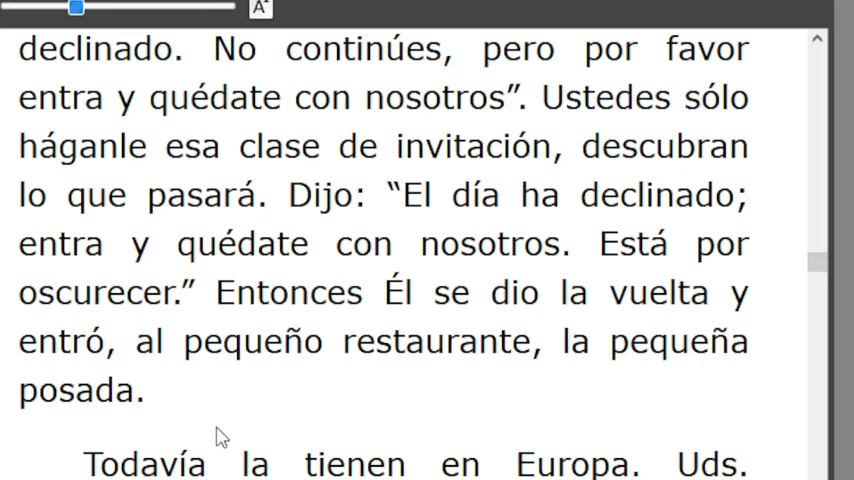 A
declinado. No continúes, pero por favor
entra y quédate con nosotros”. Ustedes sólo
háganle esa clase de invitación, descubran
lo que pasará. Dijo: “El día ha declinado;
entra y quédate con nosotros. Está por
oscurecer.” Entonces Él se dio la vuelta y
entró, al pequeño restaurante, la pequeña
posada.
Todavía la tienen en Europa. Uds.